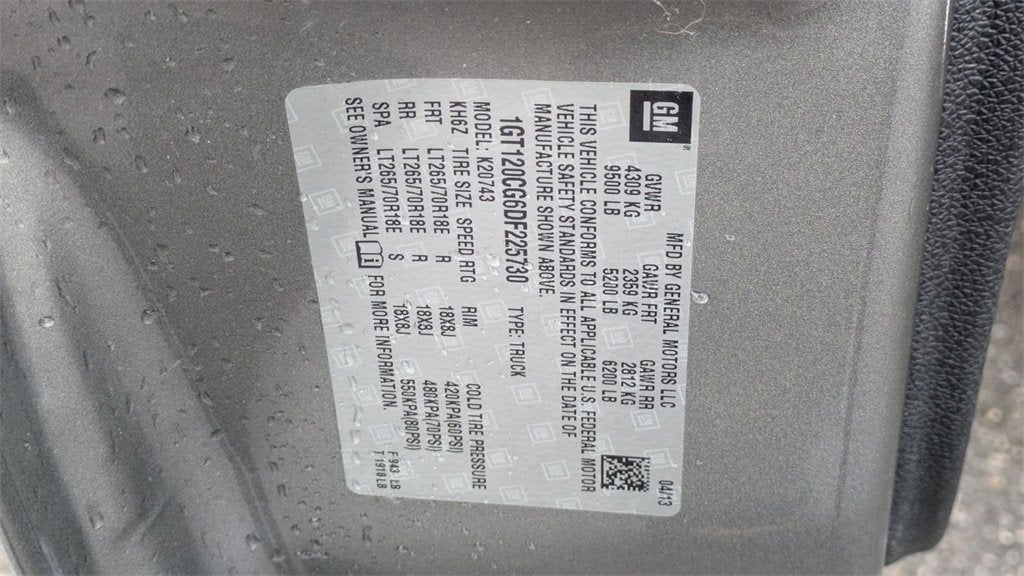 GM®
MFD BY GENERAL MOTORS LLC 04/13
GVWR GAWR FRT GAWR RR
4309 KG 2359 KG 2812 KG
9500 LB 5200 LB 6200 LB
THIS VEHICLE CONFORMS TO ALL APPLICABLE U.S. FEDERAL MOTOR
VEHICLE SAFETY STANDARDS IN EFFECT ON THE DATE OF
MANUFACTURE SHOWN ABOVE.
1GT120CG6DF225730 TYPE: TRUCK
MODEL: K20743
KH6Z TIRE SIZE SPEED RTG RIM COLD TIRE PRESSURE
FRT LT265/70R18E R 18X8J 420KPA(60PSI)
RR LT265/70R18E R 18X8J 480KPA(70PSI)
SPA LT265/70R18E S 18X8J 550KPA(80PSI)
SEE OWNER'S MANUAL FOR MORE INFORMATION.
F 943 LB
T 1918 LB